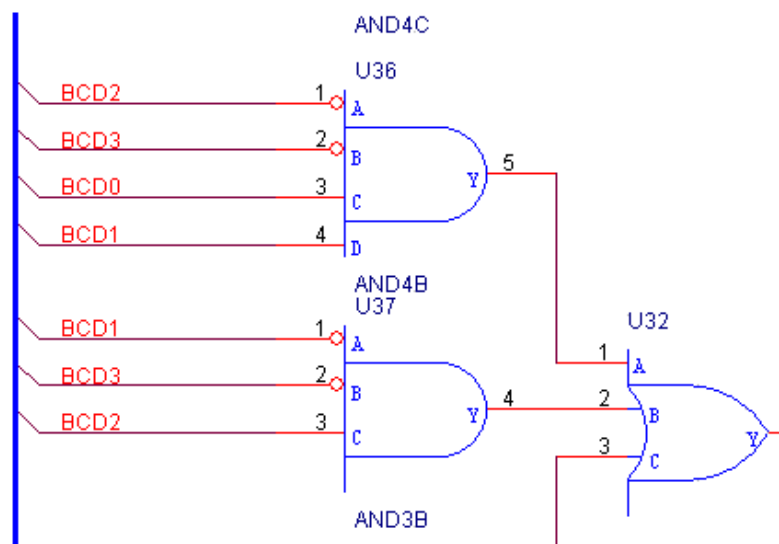 AND4C
U36
BCD2 1 A
BCD3 2 B
Y 5
BCD0 3 C
BCD1 4 D
AND4B
U37
U32
BCD1 1 A
1 A
BCD3 2 B
Y 4 2 B
BCD2 3 C
Y
3 C
AND3B